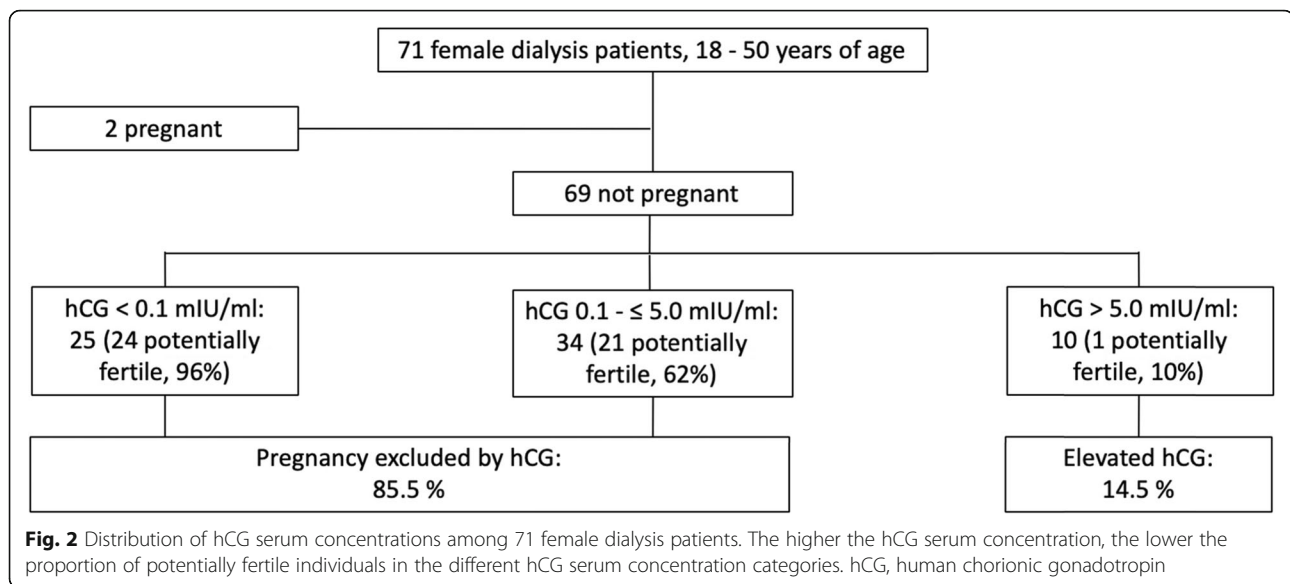 71 female dialysis patients, 18 - 50 years of age
2 pregnant
69 not pregnant
hCG < 0.1 mIU/ml:
25 (24 potentially
fertile, 96%)
hCG 0.1 - ≤ 5.0 mIU/ml:
34 (21 potentially
fertile, 62%)
hCG > 5.0 mIU/ml:
10 (1 potentially
fertile, 10%)
Pregnancy excluded by hCG:
85.5 %
Elevated hCG:
14.5 %
Fig. 2 Distribution of hCG serum concentrations among 71 female dialysis patients. The higher the hCG serum concentration, the lower the
proportion of potentially fertile individuals in the different hCG serum concentration categories. hCG, human chorionic gonadotropin